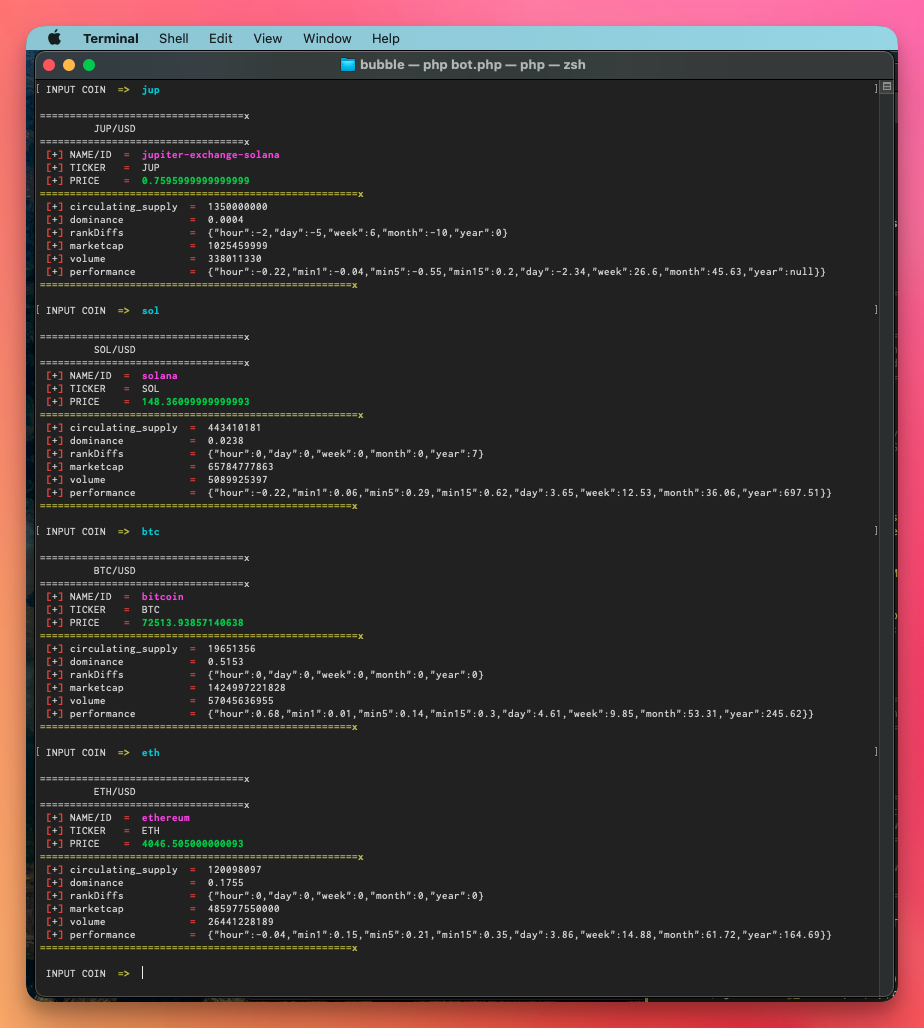 Terminal Shell Edit View Window Help
bubble — php bot.php — php — zsh
[ INPUT COIN => jup ]
==================================x
JUP/USD
==================================x
[+] NAME/ID = jupiter-exchange-solana
[+] TICKER = JUP
[+] PRICE = 0.7595999999999999
=====================================================x
[+] circulating_supply = 1350000000
[+] dominance = 0.0004
[+] rankDiffs = {"hour":-2,"day":-5,"week":6,"month":-10,"year":0}
[+] marketcap = 1025459999
[+] volume = 338011330
[+] performance = {"hour":-0.22,"min1":-0.04,"min5":-0.55,"min15":0.2,"day":-2.34,"week":26.6,"month":45.63,"year":null}}
====================================================x
[ INPUT COIN => sol ]
==================================x
SOL/USD
==================================x
[+] NAME/ID = solana
[+] TICKER = SOL
[+] PRICE = 148.36099999999993
=====================================================x
[+] circulating_supply = 443410181
[+] dominance = 0.0238
[+] rankDiffs = {"hour":0,"day":0,"week":0,"month":0,"year":7}
[+] marketcap = 65784777863
[+] volume = 5089925397
[+] performance = {"hour":-0.22,"min1":0.06,"min5":0.29,"min15":0.62,"day":3.65,"week":12.53,"month":36.06,"year":697.51}}
====================================================x
[ INPUT COIN => btc ]
==================================x
BTC/USD
==================================x
[+] NAME/ID = bitcoin
[+] TICKER = BTC
[+] PRICE = 72513.93857140638
=====================================================x
[+] circulating_supply = 19651356
[+] dominance = 0.5153
[+] rankDiffs = {"hour":0,"day":0,"week":0,"month":0,"year":0}
[+] marketcap = 1424997221828
[+] volume = 57045636955
[+] performance = {"hour":0.68,"min1":0.01,"min5":0.14,"min15":0.3,"day":4.61,"week":9.85,"month":53.31,"year":245.62}}
====================================================x
[ INPUT COIN => eth ]
==================================x
ETH/USD
==================================x
[+] NAME/ID = ethereum
[+] TICKER = ETH
[+] PRICE = 4046.505000000093
=====================================================x
[+] circulating_supply = 120098097
[+] dominance = 0.1755
[+] rankDiffs = {"hour":0,"day":0,"week":0,"month":0,"year":0}
[+] marketcap = 485977550000
[+] volume = 26441228189
[+] performance = {"hour":-0.04,"min1":0.15,"min5":0.21,"min15":0.35,"day":3.86,"week":14.88,"month":61.72,"year":164.69}}
====================================================x
INPUT COIN =>